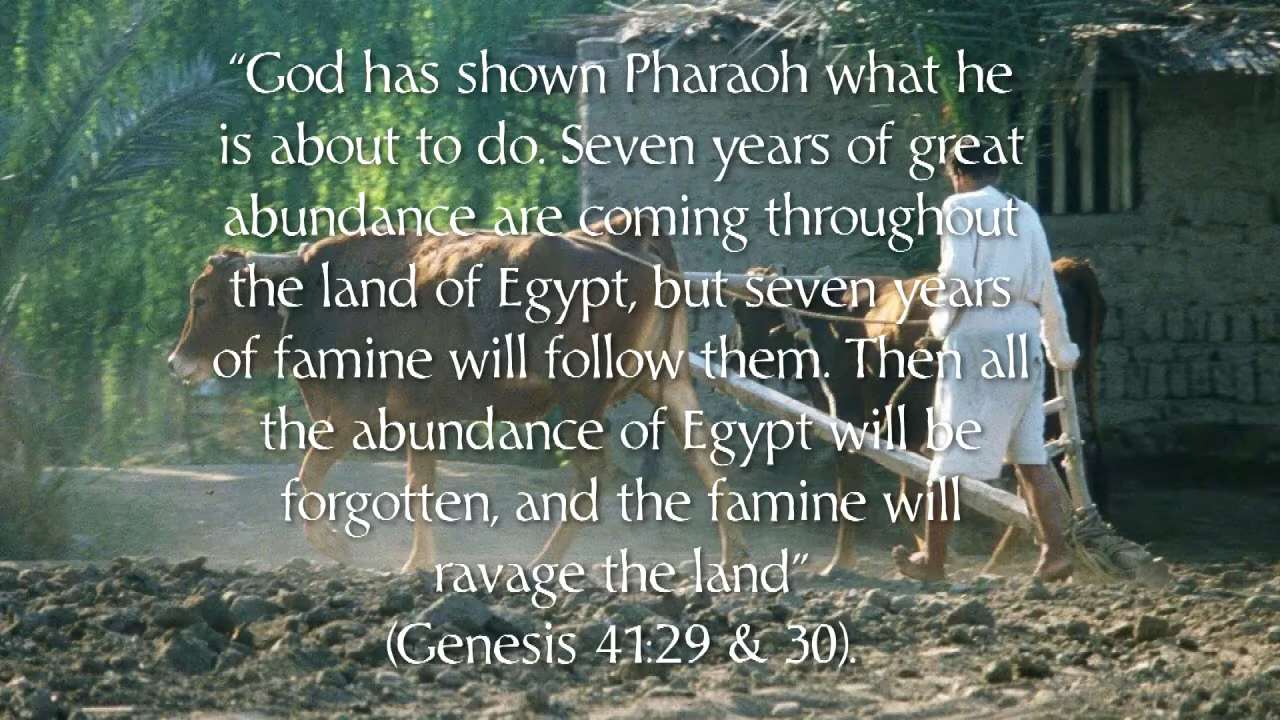 “God has shown Pharaoh what he
is about to do. Seven years of great
abundance are coming throughout
the land of Egypt, but seven years
of famine will follow them. Then all
the abundance of Egypt will be
forgotten, and the famine will
ravage the land”
(Genesis 41:29 & 30).